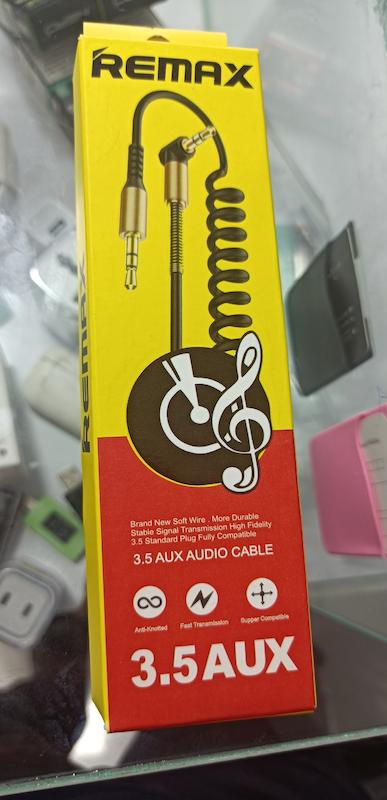 REMAX
REMAX
Brand New Soft Wire . More Durable
Stable Signal Transmission High Fidelity
3.5 Standard Plug Fully Compatible
3.5 AUX AUDIO CABLE
Anti-Knotted
Fast Transmission
Supper Compatible
3.5AUX